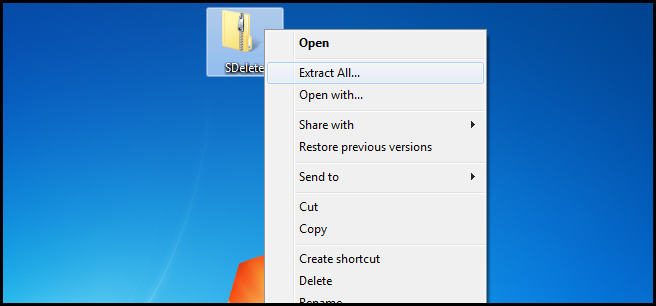 SDelete
Open
Extract All...
Open with...
Share with
Restore previous versions
Send to
Cut
Copy
Create shortcut
Delete
Rename